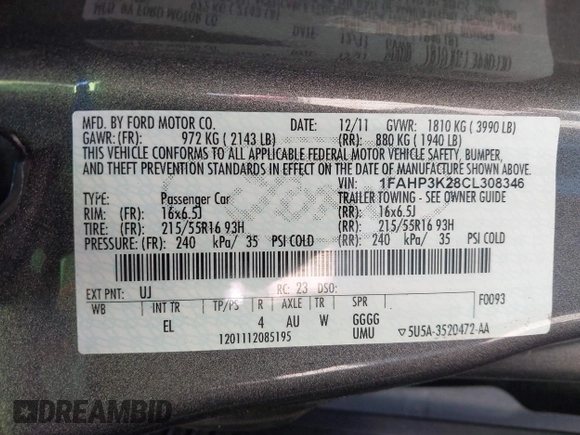 MFD. BY FORD MOTOR CO. DATE: 12/11 GVWR: 1810 KG ( 3990 LB)
GAWR: (FR): 972 KG ( 2143 LB) (RR): 880 KG ( 1940 LB)
THIS VEHICLE CONFORMS TO ALL APPLICABLE FEDERAL MOTOR VEHICLE SAFETY, BUMPER,
AND THEFT PREVENTION STANDARDS IN EFFECT ON THE DATE OF MANUFACTURE SHOWN ABOVE.
VIN: 1FAHP3K28CL308346
TYPE: Passenger Car TRAILER TOWING - SEE OWNER GUIDE
RIM: (FR) 16x6.5J (RR): 16x6.5J
TIRE: (FR) 215/55R16 93H (RR): 215/55R16 93H
PRESSURE: (FR) 240 kPa/ 35 PSI COLD (RR): 240 kPa/ 35 PSI COLD
EXT PNT: UJ RC: 23 DSO: F0093
WB INT TR TP/PS R AXLE TR SPR
EL 4 AU W GGGG
1201112085195 UMU ▽5U5A-3520472-AA
DREAMBID